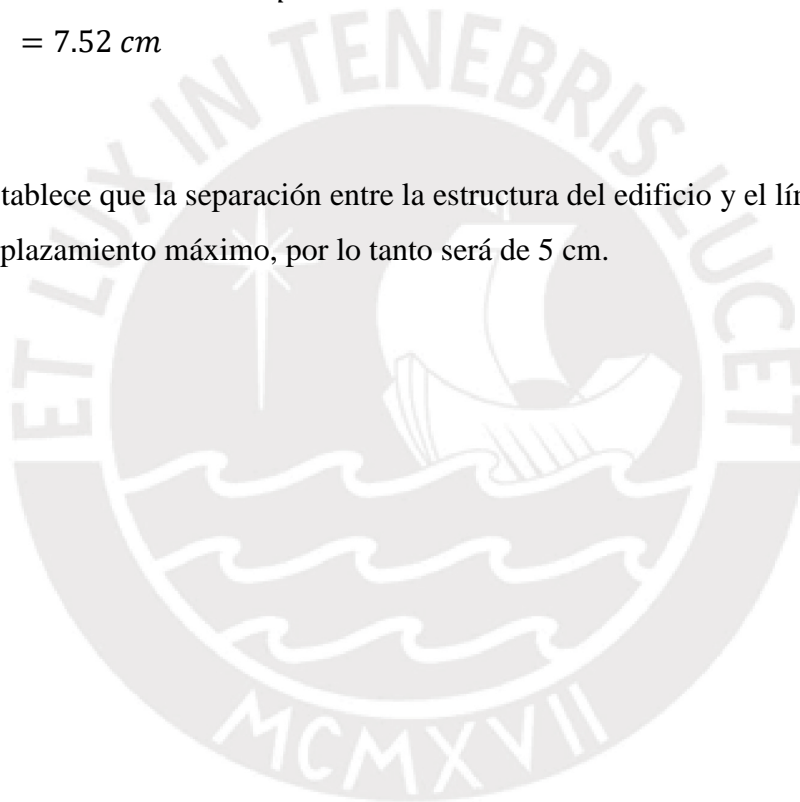 = 7.52 cm
tablece que la separación entre la estructura del edificio y el
plazamiento máximo, por lo tanto será de 5 cm.
ET LUX IN TENEBRIS LUCET
MCMXVII